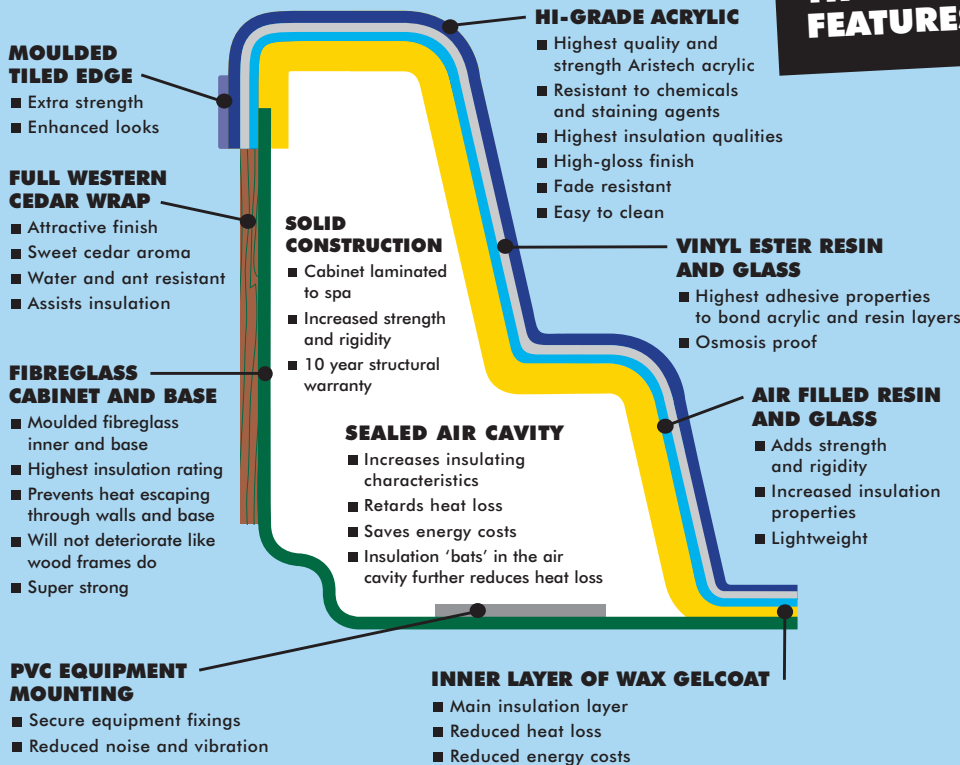 FEATURES
MOULDED
TILED EDGE
■ Extra strength
■ Enhanced looks
FULL WESTERN
CEDAR WRAP
■ Attractive finish
■ Sweet cedar aroma
■ Water and ant resistant
■ Assists insulation
FIBREGLASS
CABINET AND BASE
■ Moulded fibreglass
inner and base
■ Highest insulation rating
■ Prevents heat escaping
through walls and base
■ Will not deteriorate like
wood frames do
■ Super strong
PVC EQUIPMENT
MOUNTING
■ Secure equipment fixings
■ Reduced noise and vibration
SOLID
CONSTRUCTION
■ Cabinet laminated
to spa
■ Increased strength
and rigidity
■ 10 year structural
warranty
SEALED AIR CAVITY
■ Increases insulating
characteristics
■ Retards heat loss
■ Saves energy costs
■ Insulation ‘bats’ in the air
cavity further reduces heat loss
HI-GRADE ACRYLIC
■ Highest quality and
strength Aristech acrylic
■ Resistant to chemicals
and staining agents
■ Highest insulation qualities
■ High-gloss finish
■ Fade resistant
■ Easy to clean
VINYL ESTER RESIN
AND GLASS
■ Highest adhesive properties
to bond acrylic and resin layers
■ Osmosis proof
AIR FILLED RESIN
AND GLASS
■ Adds strength
and rigidity
■ Increased insulation
properties
■ Lightweight
INNER LAYER OF WAX GELCOAT
■ Main insulation layer
■ Reduced heat loss
■ Reduced energy costs